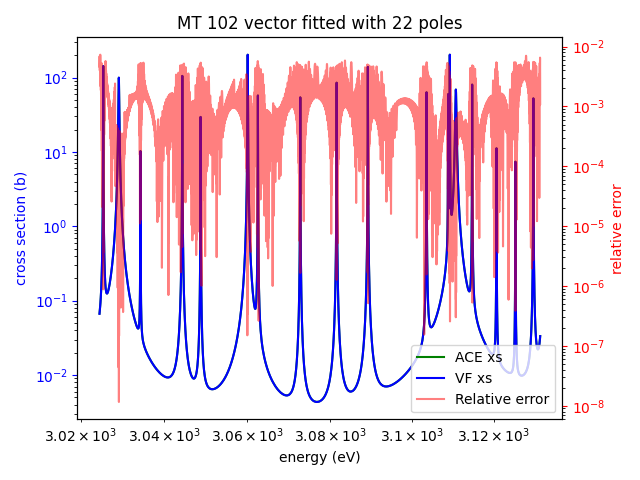 MT 102 vector fitted with 22 poles
10²
10¹
10⁰
10⁻¹
10⁻²
cross section (b)
10⁻²
10⁻³
10⁻⁴
10⁻⁵
10⁻⁶
10⁻⁷
10⁻⁸
relative error
ACE xs
VF xs
Relative error
3.02 × 10³ 3.04 × 10³ 3.06 × 10³ 3.08 × 10³ 3.1 × 10³ 3.12 × 10³
energy (eV)